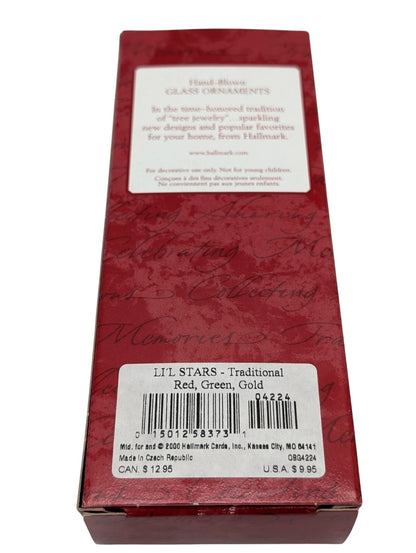 Hand-Blown
GLASS ORNAMENTS
In the time-honored tradition
of "tree jewelry"...sparkling
new designs and popular favorites
for your home, from Hallmark.
www.hallmark.com
For decorative use only. Not for young children.
Conçues à des fins décoratives seulement.
Ne conviennent pas aux jeunes enfants.
Sharing
Celebrating
Collecting
Memories
LI'L STARS - Traditional
Red, Green, Gold
04224
0 15012 58373 1
Mfd. for and © 2000 Hallmark Cards, Inc., Kansas City, MO 64141
Made in Czech Republic OBG4224
CAN. $ 12.95 U.S.A. $ 9.95